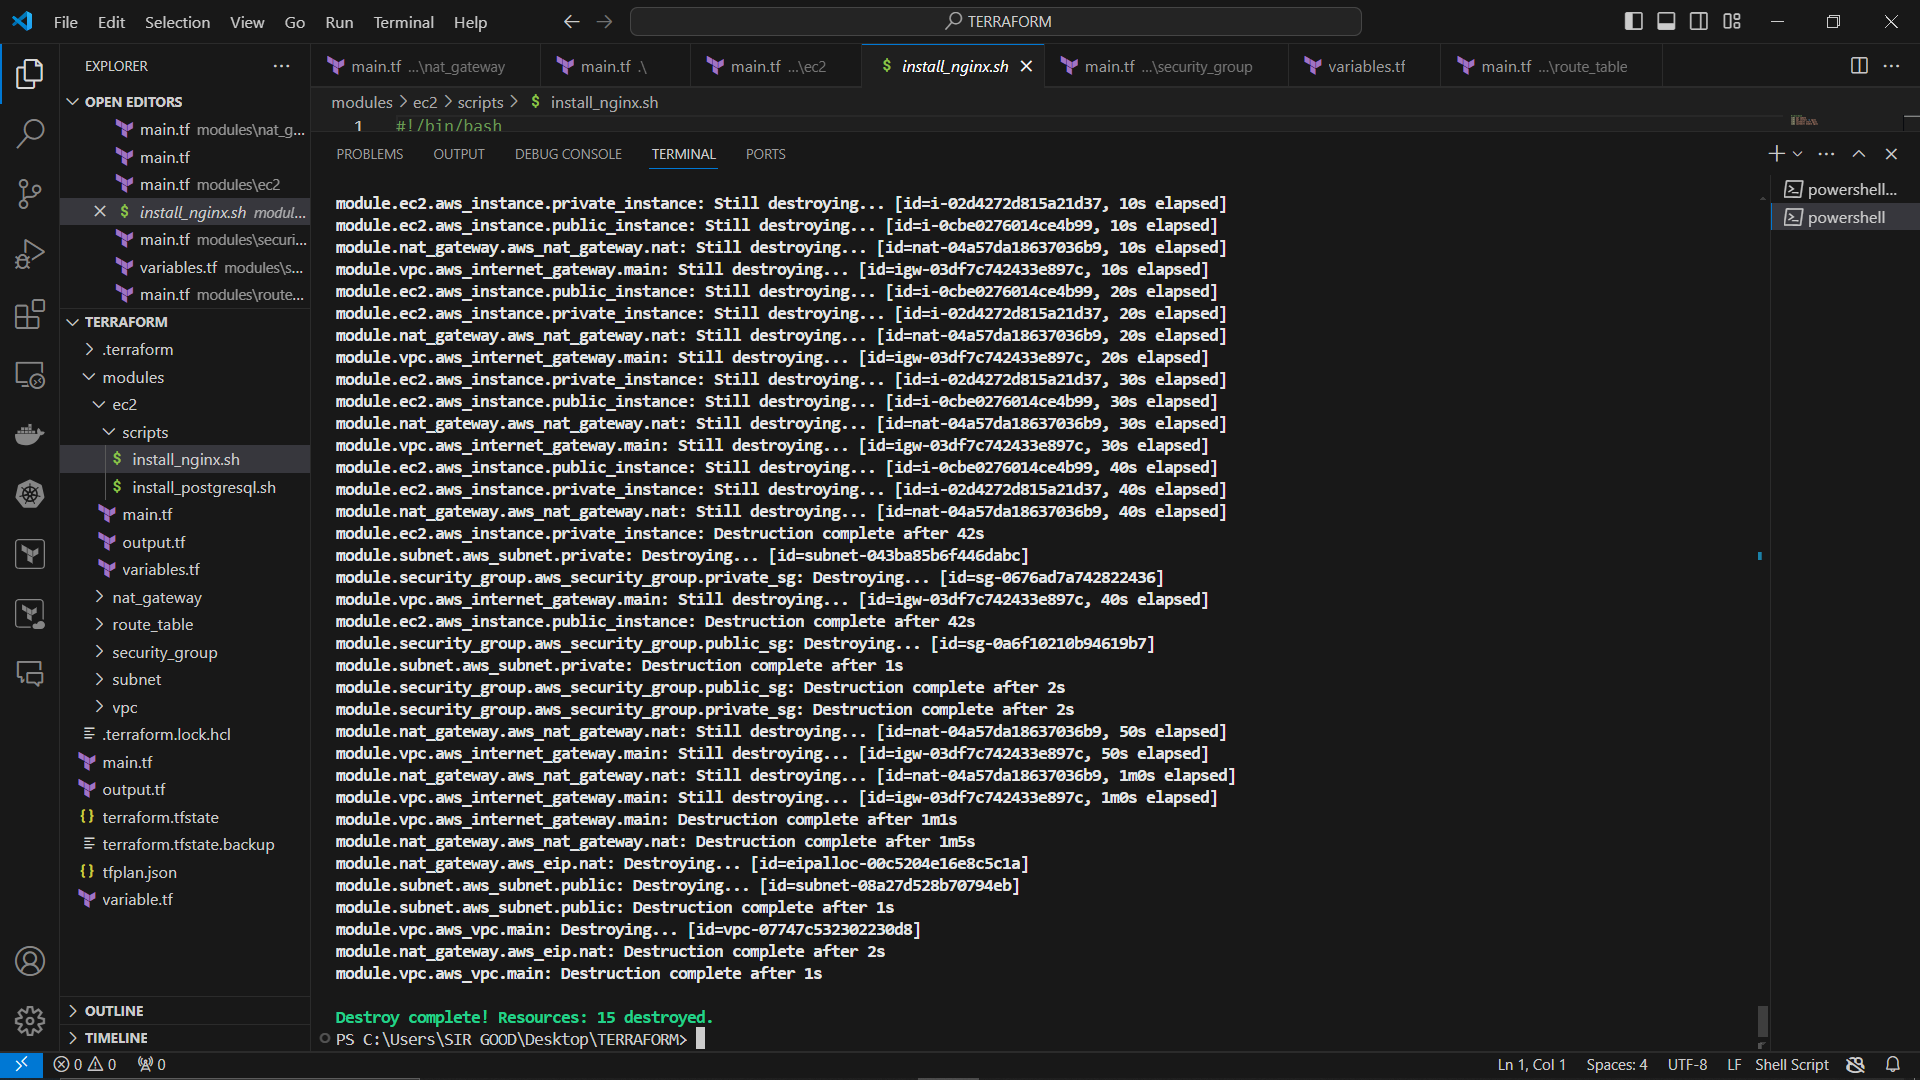 File Edit Selection View Go Run Terminal Help
TERRAFORM
EXPLORER
OPEN EDITORS
main.tf modules\nat_g...
main.tf
main.tf modules\ec2
install_nginx.sh modul...
main.tf modules\securi...
variables.tf modules\s...
main.tf modules\route...
TERRAFORM
.terraform
modules
ec2
scripts
install_nginx.sh
install_postgresql.sh
main.tf
output.tf
variables.tf
nat_gateway
route_table
security_group
subnet
vpc
.terraform.lock.hcl
main.tf
output.tf
terraform.tfstate
terraform.tfstate.backup
tfplan.json
variable.tf
OUTLINE
TIMELINE
main.tf ...\nat_gateway main.tf .\ main.tf ...\ec2 $ install_nginx.sh main.tf ...\security_group variables.tf main.tf ...\route_table
modules > ec2 > scripts > $ install_nginx.sh
1 #!/bin/bash
PROBLEMS OUTPUT DEBUG CONSOLE TERMINAL PORTS
module.ec2.aws_instance.private_instance: Still destroying... [id=i-02d4272d815a21d37, 10s elapsed]
module.ec2.aws_instance.public_instance: Still destroying... [id=i-0cbe0276014ce4b99, 10s elapsed]
module.nat_gateway.aws_nat_gateway.nat: Still destroying... [id=nat-04a57da18637036b9, 10s elapsed]
module.vpc.aws_internet_gateway.main: Still destroying... [id=igw-03df7c742433e897c, 10s elapsed]
module.ec2.aws_instance.public_instance: Still destroying... [id=i-0cbe0276014ce4b99, 20s elapsed]
module.ec2.aws_instance.private_instance: Still destroying... [id=i-02d4272d815a21d37, 20s elapsed]
module.nat_gateway.aws_nat_gateway.nat: Still destroying... [id=nat-04a57da18637036b9, 20s elapsed]
module.vpc.aws_internet_gateway.main: Still destroying... [id=igw-03df7c742433e897c, 20s elapsed]
module.ec2.aws_instance.private_instance: Still destroying... [id=i-02d4272d815a21d37, 30s elapsed]
module.ec2.aws_instance.public_instance: Still destroying... [id=i-0cbe0276014ce4b99, 30s elapsed]
module.nat_gateway.aws_nat_gateway.nat: Still destroying... [id=nat-04a57da18637036b9, 30s elapsed]
module.vpc.aws_internet_gateway.main: Still destroying... [id=igw-03df7c742433e897c, 30s elapsed]
module.ec2.aws_instance.public_instance: Still destroying... [id=i-0cbe0276014ce4b99, 40s elapsed]
module.ec2.aws_instance.private_instance: Still destroying... [id=i-02d4272d815a21d37, 40s elapsed]
module.nat_gateway.aws_nat_gateway.nat: Still destroying... [id=nat-04a57da18637036b9, 40s elapsed]
module.ec2.aws_instance.private_instance: Destruction complete after 42s
module.subnet.aws_subnet.private: Destroying... [id=subnet-043ba85b6f446dabc]
module.security_group.aws_security_group.private_sg: Destroying... [id=sg-0676ad7a742822436]
module.vpc.aws_internet_gateway.main: Still destroying... [id=igw-03df7c742433e897c, 40s elapsed]
module.ec2.aws_instance.public_instance: Destruction complete after 42s
module.security_group.aws_security_group.public_sg: Destroying... [id=sg-0a6f10210b94619b7]
module.subnet.aws_subnet.private: Destruction complete after 1s
module.security_group.aws_security_group.public_sg: Destruction complete after 2s
module.security_group.aws_security_group.private_sg: Destruction complete after 2s
module.nat_gateway.aws_nat_gateway.nat: Still destroying... [id=nat-04a57da18637036b9, 50s elapsed]
module.vpc.aws_internet_gateway.main: Still destroying... [id=igw-03df7c742433e897c, 50s elapsed]
module.nat_gateway.aws_nat_gateway.nat: Still destroying... [id=nat-04a57da18637036b9, 1m0s elapsed]
module.vpc.aws_internet_gateway.main: Still destroying... [id=igw-03df7c742433e897c, 1m0s elapsed]
module.vpc.aws_internet_gateway.main: Destruction complete after 1m1s
module.nat_gateway.aws_nat_gateway.nat: Destruction complete after 1m5s
module.nat_gateway.aws_eip.nat: Destroying... [id=eipalloc-00c5204e16e8c5c1a]
module.subnet.aws_subnet.public: Destroying... [id=subnet-08a27d528b70794eb]
module.subnet.aws_subnet.public: Destruction complete after 1s
module.vpc.aws_vpc.main: Destroying... [id=vpc-07747c532302230d8]
module.nat_gateway.aws_eip.nat: Destruction complete after 2s
module.vpc.aws_vpc.main: Destruction complete after 1s
Destroy complete! Resources: 15 destroyed.
PS C:\Users\SIR GOOD\Desktop\TERRAFORM>
powershell...
powershell
0 0 0
Ln 1, Col 1 Spaces: 4 UTF-8 LF Shell Script